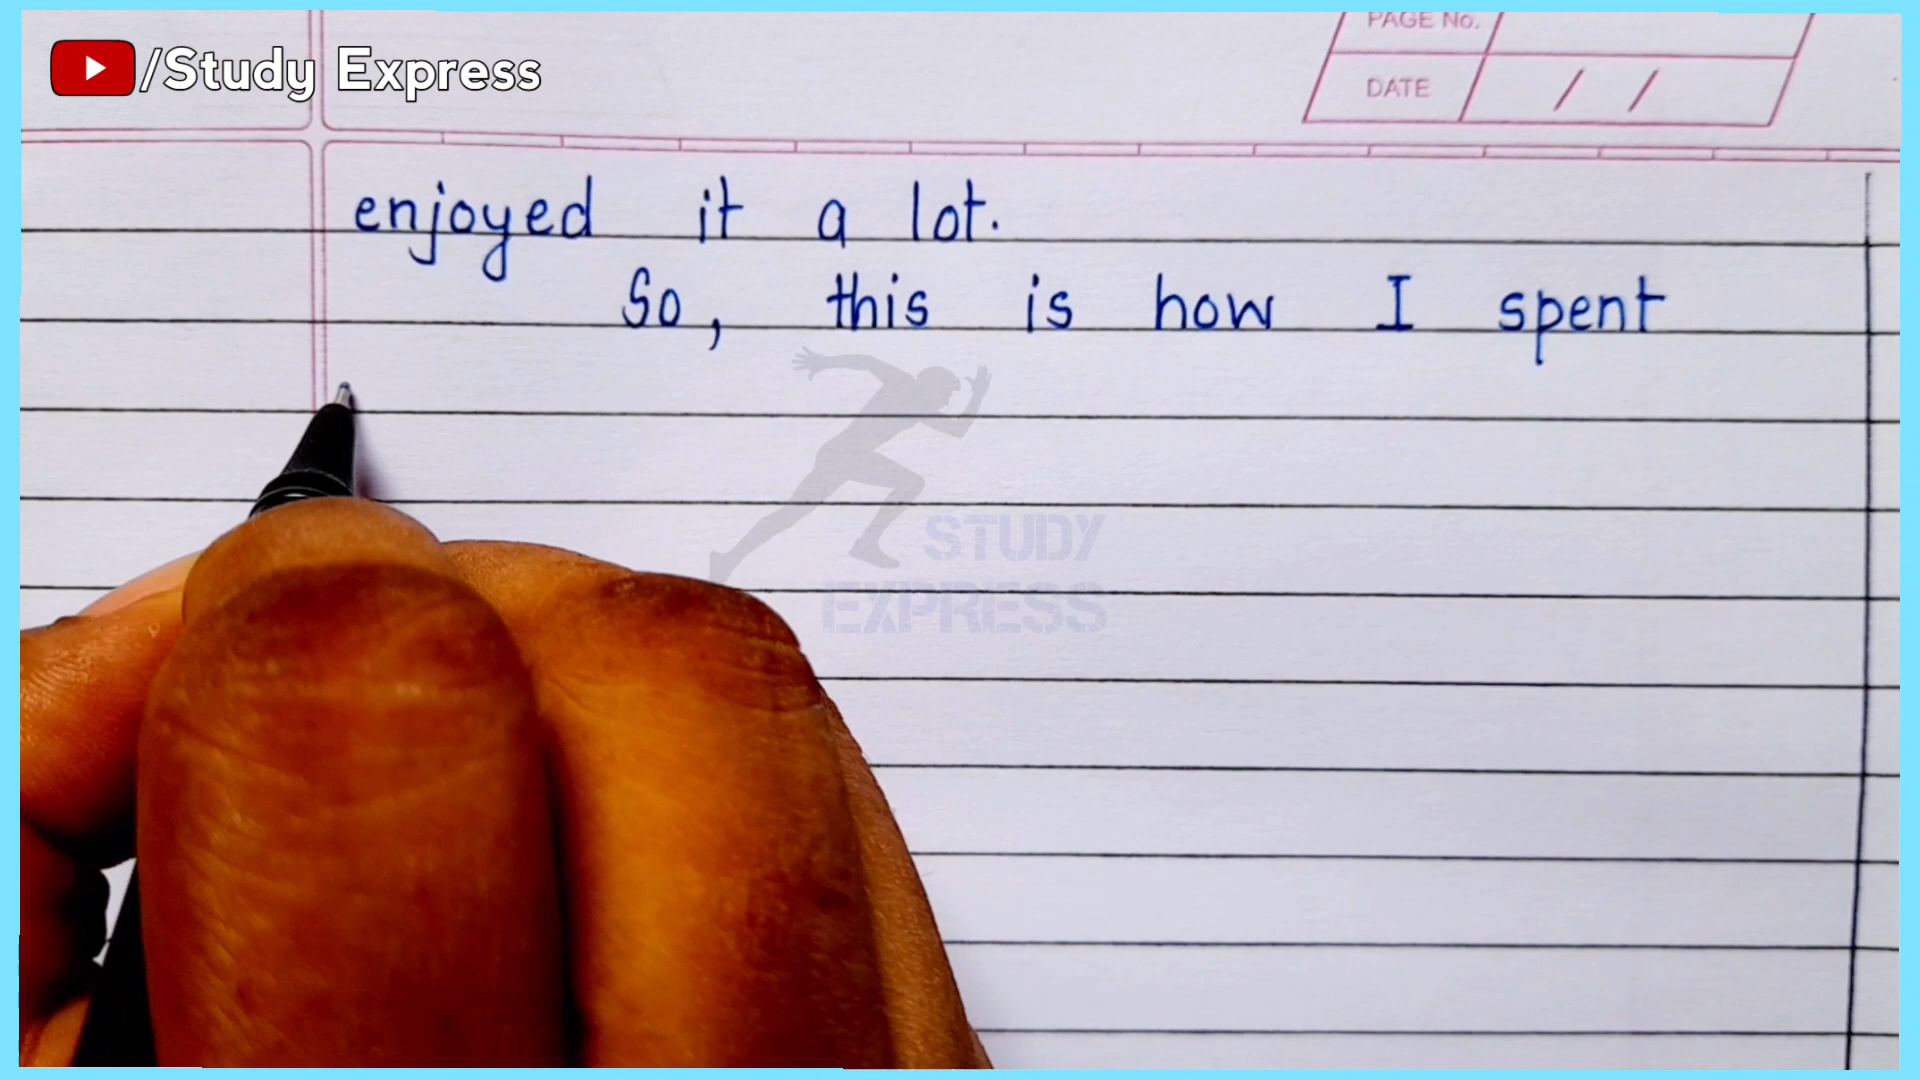 /Study Express
PAGE No.
DATE / /
enjoyed it a lot.
So, this is how I spent
STUDY
EXPRESS